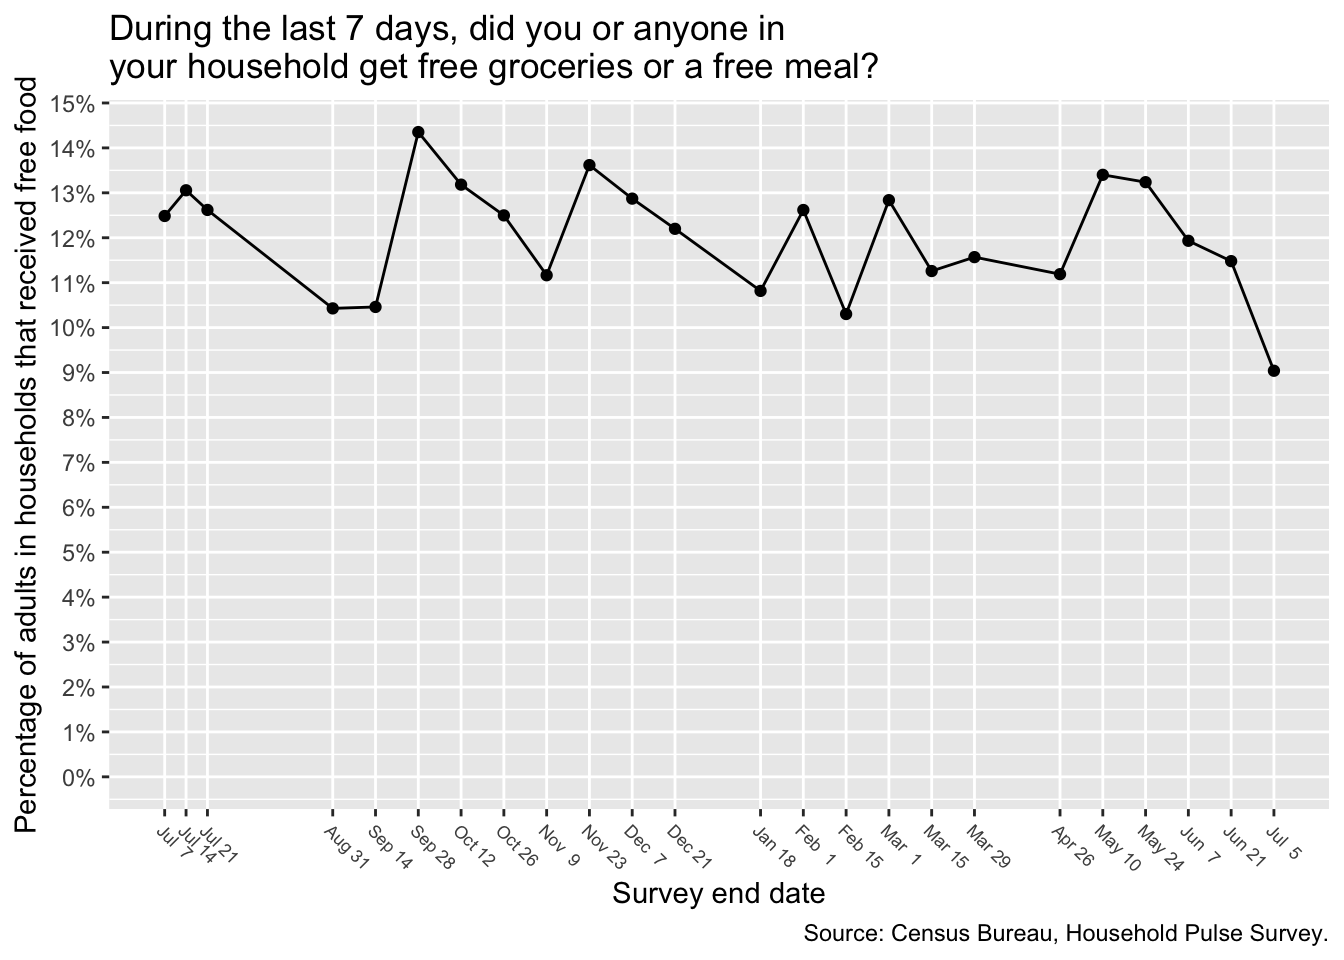 During the last 7 days, did you or anyone in
your household get free groceries or a free meal?
Percentage of adults in households that received free food
15%
14%
13%
12%
11%
10%
9%
8%
7%
6%
5%
4%
3%
2%
1%
0%
Jul 7
Jul 14
Jul 21
Aug 31
Sep 14
Sep 28
Oct 12
Oct 26
Nov 9
Nov 23
Dec 7
Dec 21
Jan 18
Feb 1
Feb 15
Mar 1
Mar 15
Mar 29
Apr 26
May 10
May 24
Jun 7
Jun 21
Jul 5
Survey end date
Source: Census Bureau, Household Pulse Survey.